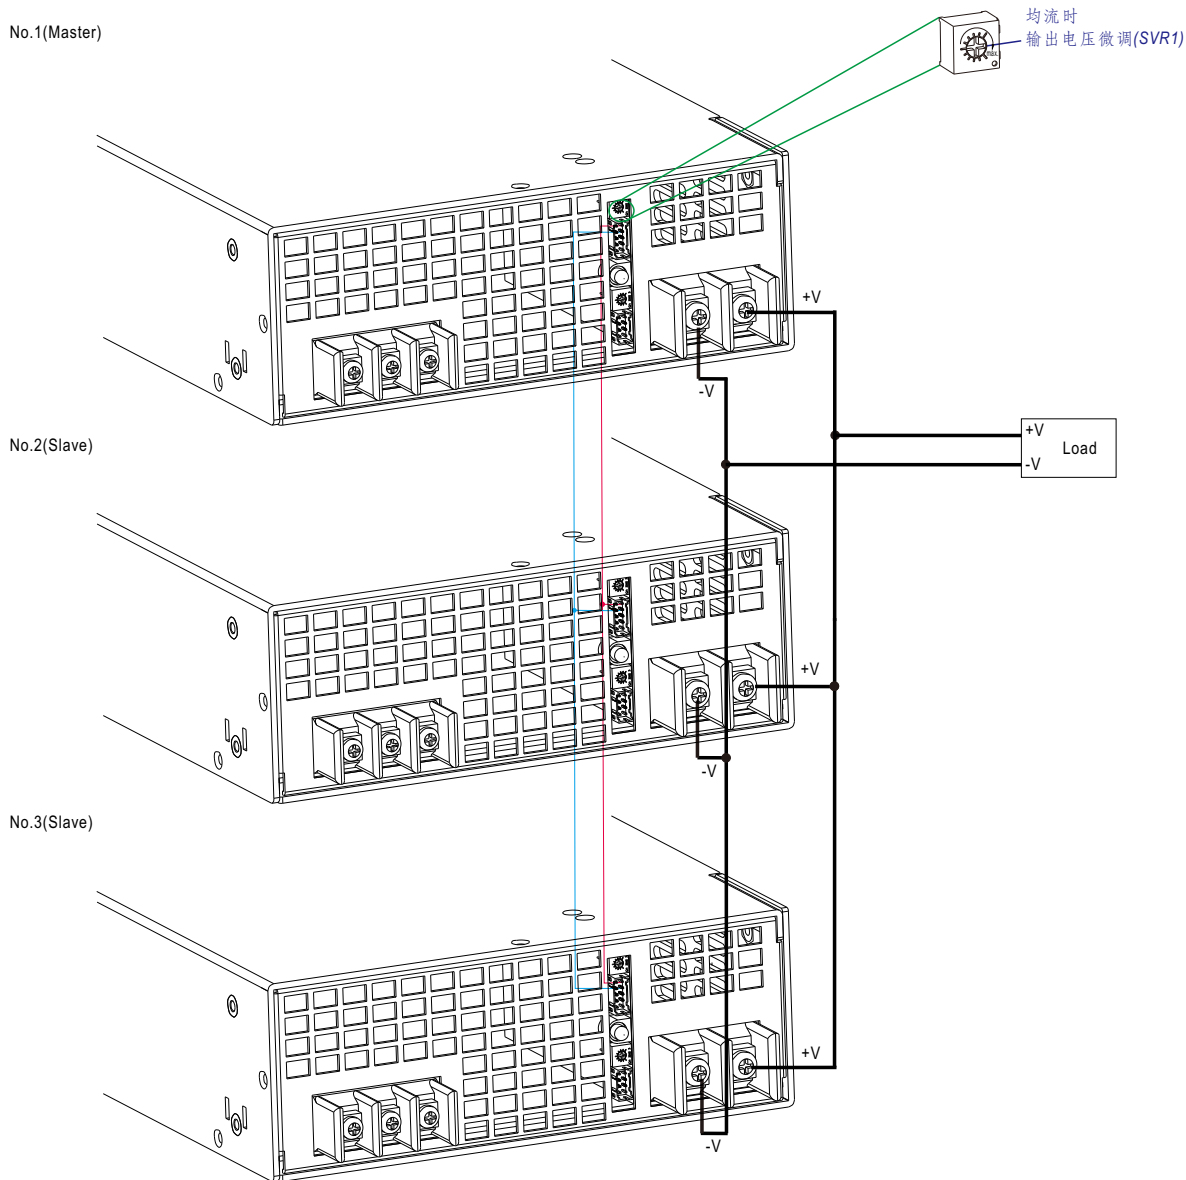 No.1(Master)
均流时
输出电压微调(SVR1)
max.
+V
-V
No.2(Slave)
+V
-V
Load
+V
-V
No.3(Slave)
+V
-V